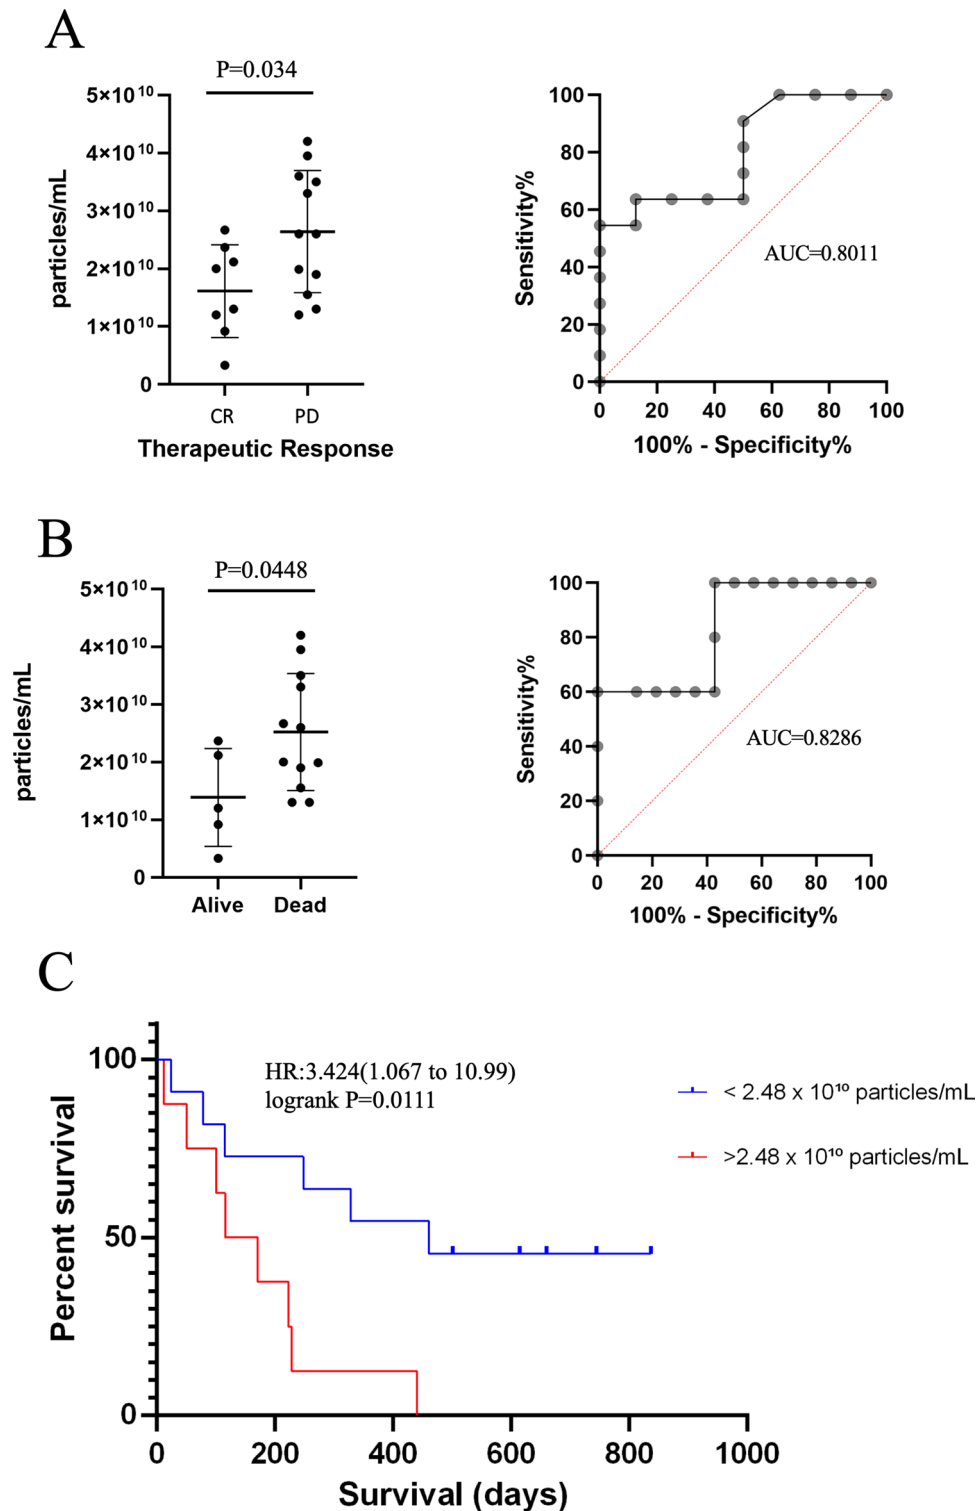 A
P=0.034
5×10¹⁰
4×10¹⁰
3×10¹⁰
2×10¹⁰
1×10¹⁰
0
particles/mL
CR PD
Therapeutic Response
100
80
60
40
20
0
Sensitivity%
AUC=0.8011
0 20 40 60 80 100
100% - Specificity%
B
P=0.0448
5×10¹⁰
4×10¹⁰
3×10¹⁰
2×10¹⁰
1×10¹⁰
0
particles/mL
Alive Dead
100
80
60
40
20
0
Sensitivity%
AUC=0.8286
0 20 40 60 80 100
100% - Specificity%
C
HR:3.424(1.067 to 10.99)
logrank P=0.0111
< 2.48 x 10¹⁰ particles/mL
>2.48 x 10¹⁰ particles/mL
100
50
0
Percent survival
0 200 400 600 800 1000
Survival (days)